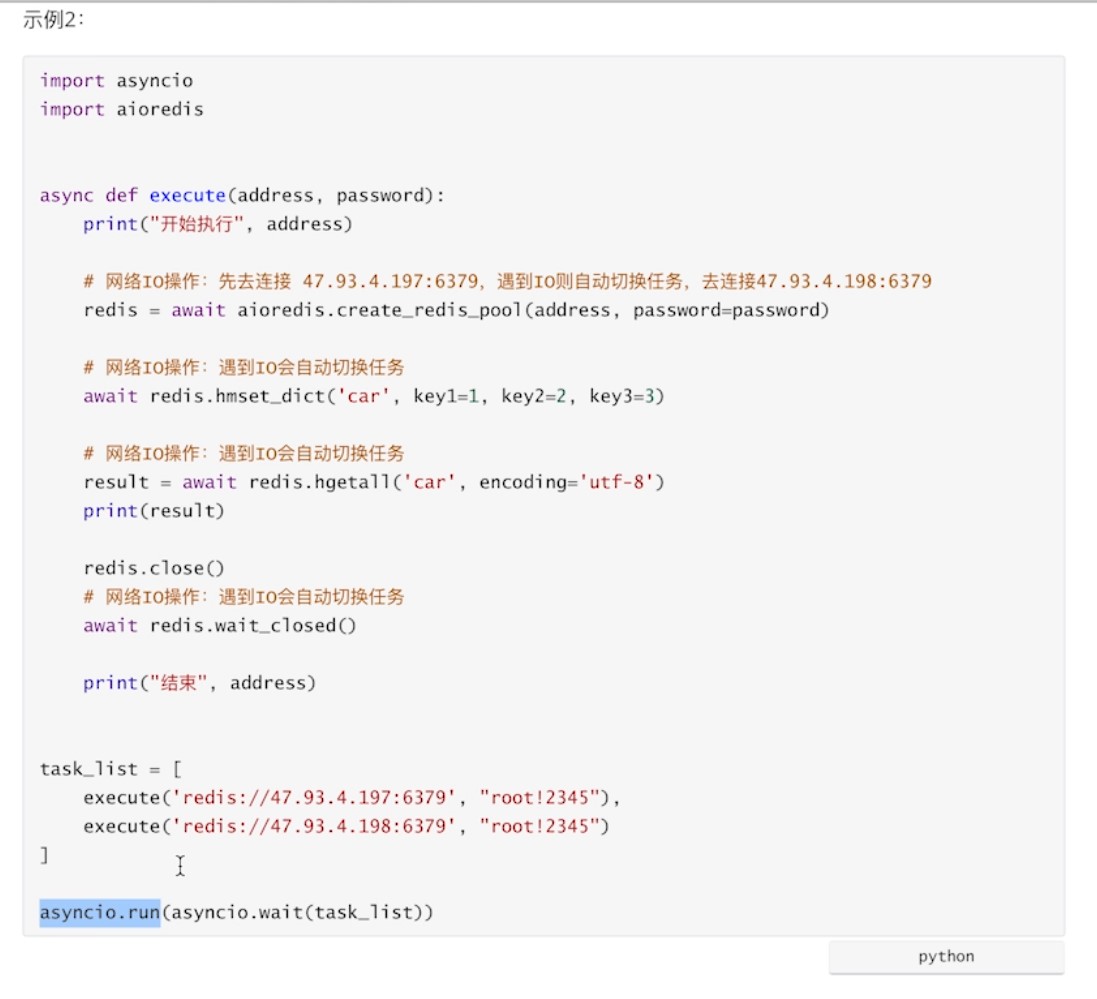 示例2：
import asyncio
import aioredis
async def execute(address, password):
    print("开始执行", address)
    # 网络IO操作：先去连接 47.93.4.197:6379，遇到IO则自动切换任务，去连接47.93.4.198:6379
    redis = await aioredis.create_redis_pool(address, password=password)
    # 网络IO操作：遇到IO会自动切换任务
    await redis.hmset_dict('car', key1=1, key2=2, key3=3)
    # 网络IO操作：遇到IO会自动切换任务
    result = await redis.hgetall('car', encoding='utf-8')
    print(result)
    redis.close()
    # 网络IO操作：遇到IO会自动切换任务
    await redis.wait_closed()
    print("结束", address)
task_list = [
    execute('redis://47.93.4.197:6379', "root!2345"),
    execute('redis://47.93.4.198:6379', "root!2345")
]
asyncio.run(asyncio.wait(task_list))
python